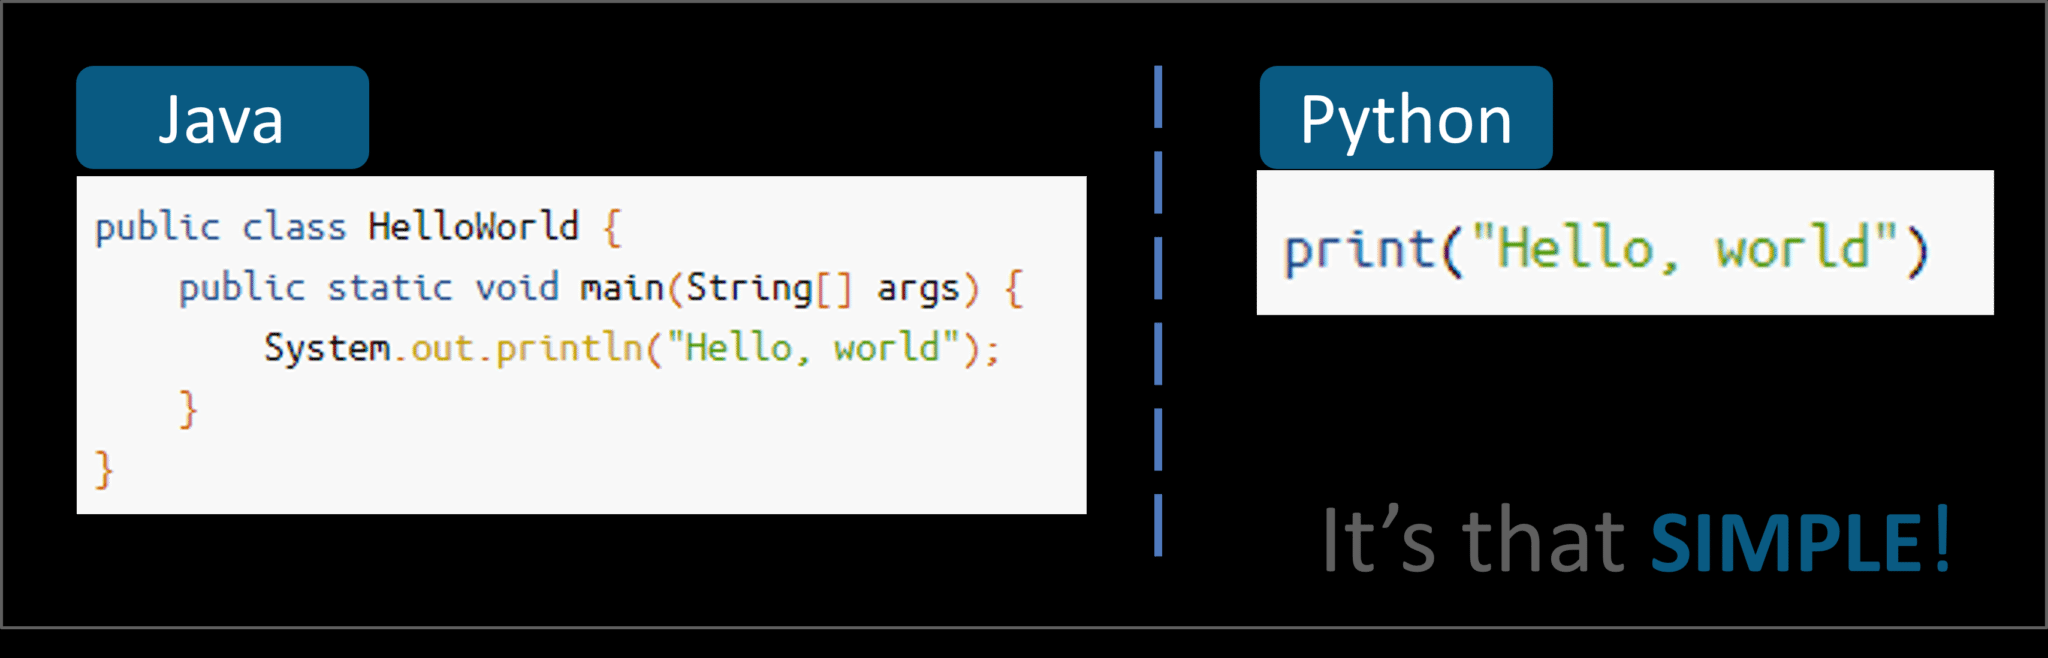 Java
public class HelloWorld {
    public static void main(String[] args) {
        System.out.println("Hello, world");
    }
}
Python
print("Hello, world")
It's that SIMPLE!